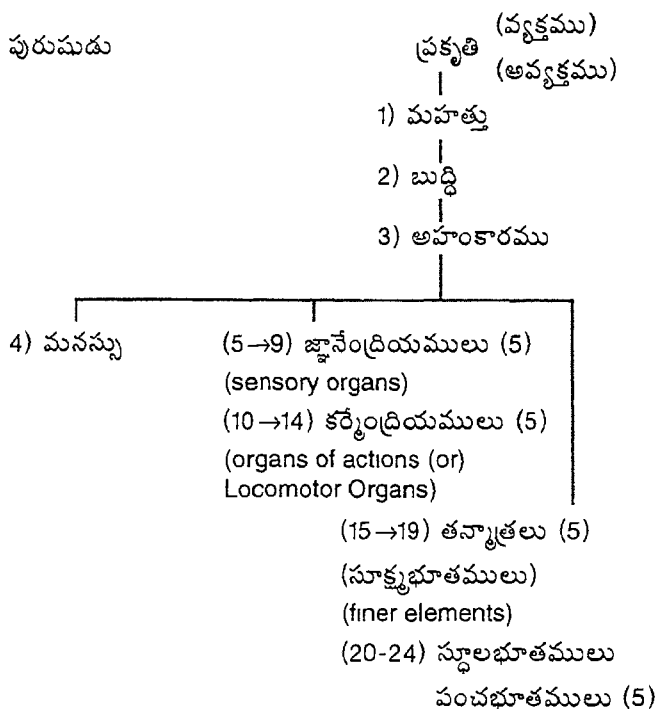 పురుషుడు
ప్రకృతి (వ్యక్తము)
(అవ్యక్తము)
1) మహత్తు
2) బుద్ధి
3) అహంకారము
4) మనస్సు
(5→9) జ్ఞానేంద్రియములు (5)
(sensory organs)
(10→14) కర్మేంద్రియములు (5)
(organs of actions (or)
Locomotor Organs)
(15→19) తన్మాత్రలు (5)
(సూక్ష్మభూతములు)
(finer elements)
(20-24) స్థూలభూతములు
పంచభూతములు (5)